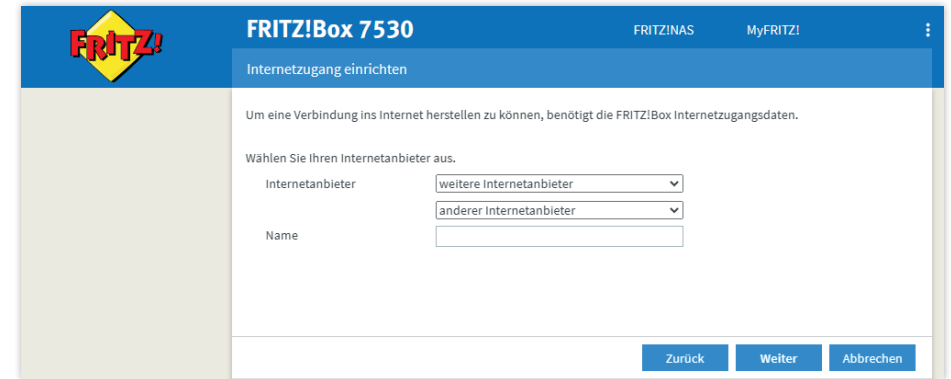 FRITZ!
FRITZ!Box 7530 FRITZ!NAS MyFRITZ!
Internetzugang einrichten
Um eine Verbindung ins Internet herstellen zu können, benötigt die FRITZ!Box Internetzugangsdaten.
Wählen Sie Ihren Internetanbieter aus.
Internetanbieter weitere Internetanbieter
anderer Internetanbieter
Name
Zurück Weiter Abbrechen